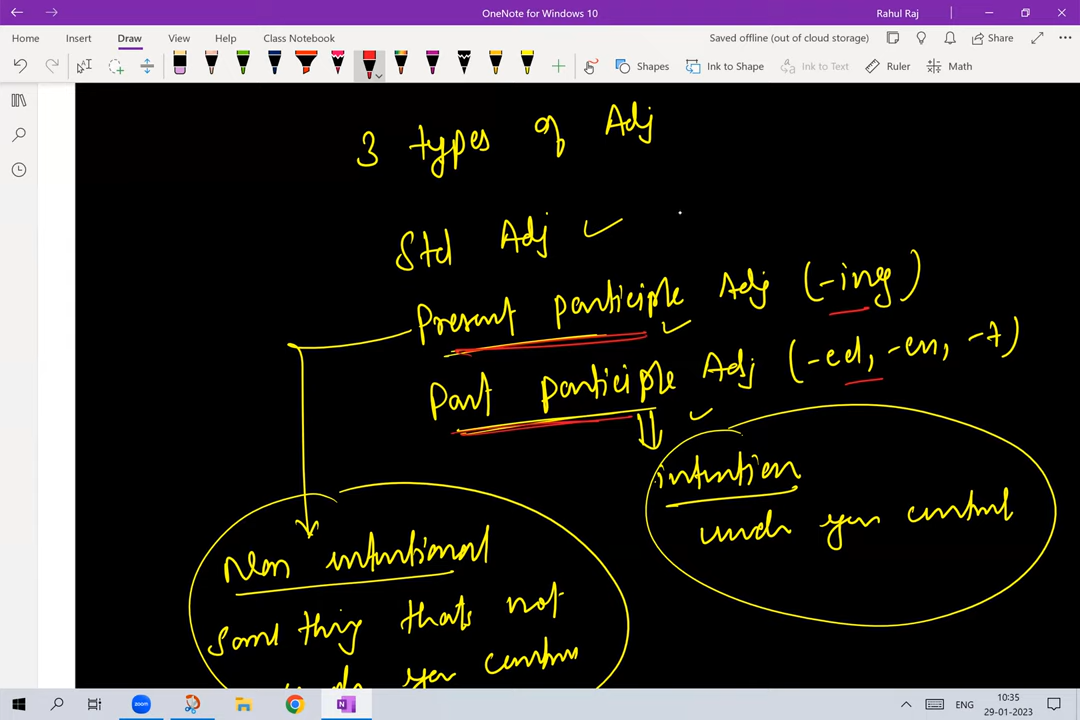 OneNote for Windows 10
Rahul Raj
Home Insert Draw View Help Class Notebook
Saved offline (out of cloud storage)
Share
Shapes
Ink to Shape
Ink to Text
Ruler
Math
3 types of Adj
Std Adj ✓
Present participle Adj (-ing)
Past participle Adj (-ed, -en, -t)
intention
under your control
Non intentional
Something thats not
under your control
ENG
10:35
29-01-2023